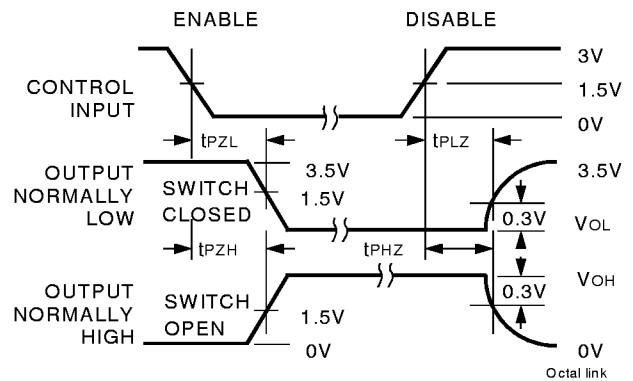 ENABLE
DISABLE
CONTROL
INPUT
3V
1.5V
0V
tPZL
tPLZ
OUTPUT
NORMALLY
LOW
SWITCH
CLOSED
3.5V
1.5V
3.5V
0.3V
VOL
tPZH
tPHZ
OUTPUT
NORMALLY
HIGH
SWITCH
OPEN
1.5V
0V
0.3V
VOH
0V
Octal link